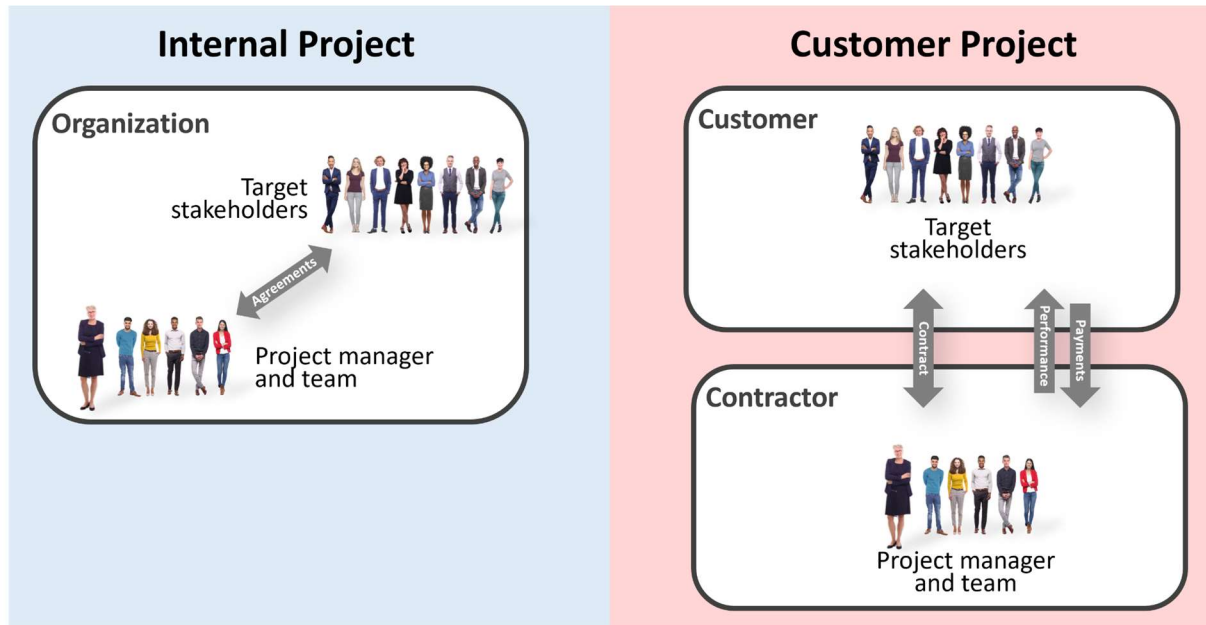 Internal Project
Organization
Target
stakeholders
Agreements
Project manager
and team
Customer Project
Customer
Target
stakeholders
Contract
Performance
Payments
Contractor
Project manager
and team